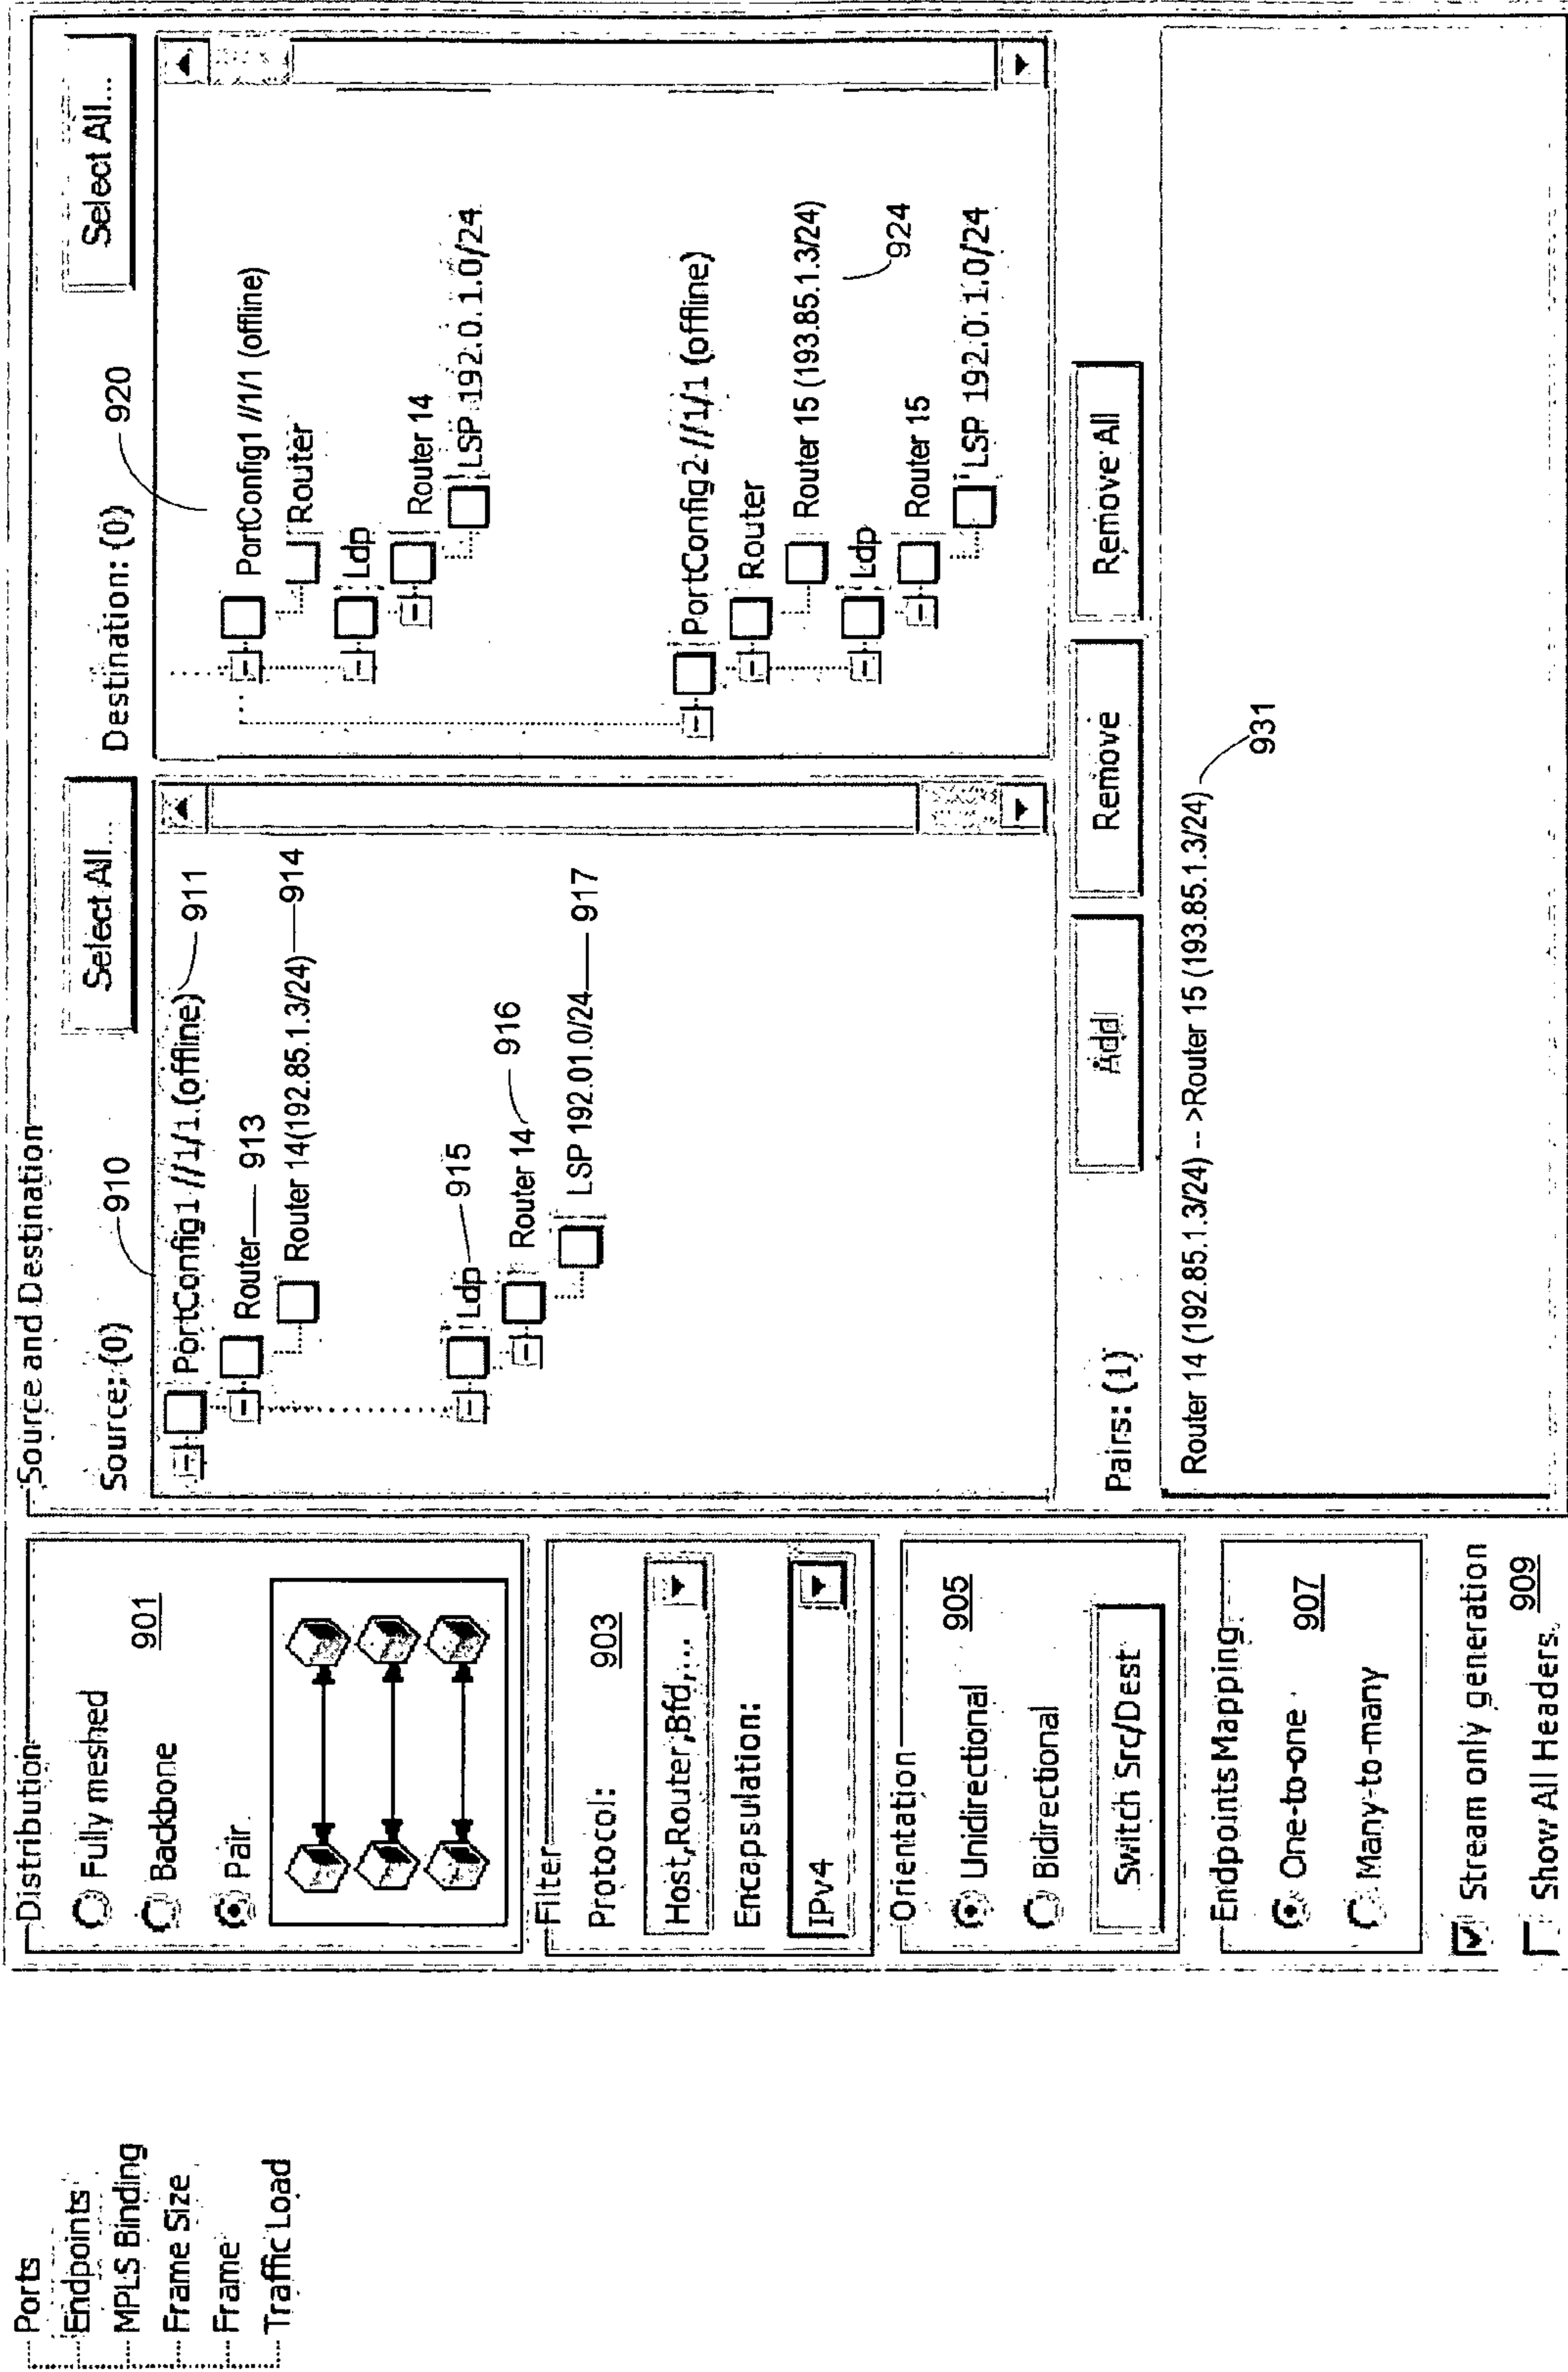 Ports
Endpoints
MPLS Binding
Frame Size
Frame
Traffic Load
Distribution
901
Fully meshed
Backbone
Pair
Filter
Protocol: 903
Host,Router,Bfd,...
Encapsulation:
IPv4
Orientation
Unidirectional 905
Bidirectional
Switch Src/Dest
Endpoints Mapping
One-to-one 907
Many-to-many
Stream only generation
Show All Headers 909
Source and Destination
Source: (0) 910 Select All...
PortConfig1 //1/1 (offline) 911
Router 913
Router 14(192.85.1.3/24) 914
Ldp 915
Router 14 916
LSP 192.01.0/24 917
Destination: (0) 920 Select All...
PortConfig1 //1/1 (offline)
Router
Ldp
Router 14
LSP 192.0.1.0/24
PortConfig2 //1/1 (offline)
Router
Router 15 (193.85.1.3/24)
924
Ldp
Router 15
LSP 192.0.1.0/24
Pairs: (1) Add Remove Remove All
Router 14 (192.85.1.3/24) -- >Router 15 (193.85.1.3/24)
931